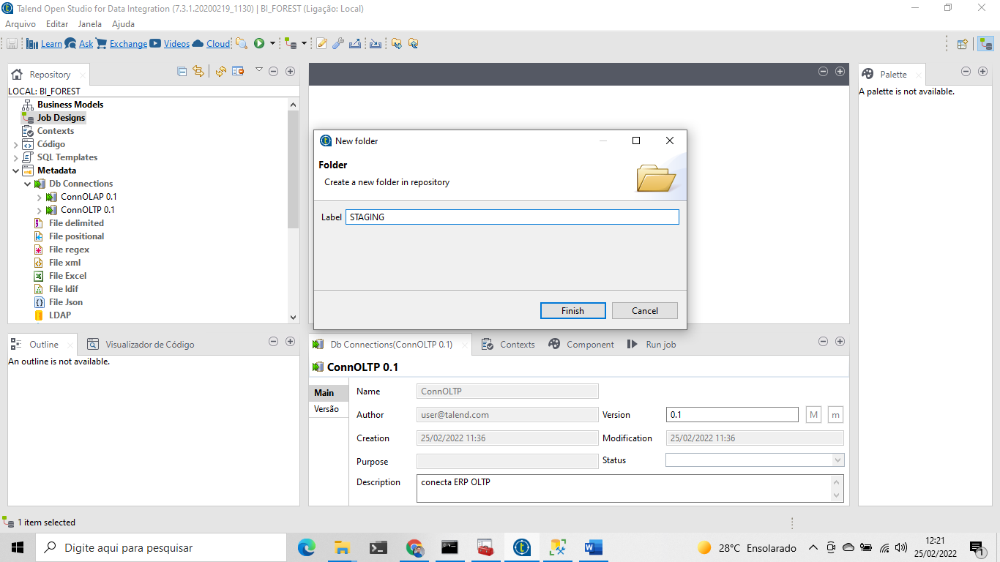 Talend Open Studio for Data Integration (7.3.1.20200219_1130) | BI_FOREST (Ligação: Local)
Arquivo Editar Janela Ajuda
Learn Ask Exchange Videos Cloud
Repository
LOCAL: BI_FOREST
Business Models
Job Designs
Contexts
Código
SQL Templates
Metadata
Db Connections
ConnOLAP 0.1
ConnOLTP 0.1
File delimited
File positional
File regex
File xml
File Excel
File ldif
File Json
LDAP
New folder
Folder
Create a new folder in repository
Label STAGING
Finish Cancel
Palette
A palette is not available.
Outline Visualizador de Código
An outline is not available.
Db Connections(ConnOLTP 0.1) Contexts Component Run job
ConnOLTP 0.1
Main
Versão
Name ConnOLTP
Author user@talend.com Version 0.1 M m
Creation 25/02/2022 11:36 Modification 25/02/2022 11:36
Purpose Status
Description conecta ERP OLTP
1 item selected
Digite aqui para pesquisar
28°C Ensolarado
12:21
25/02/2022
1